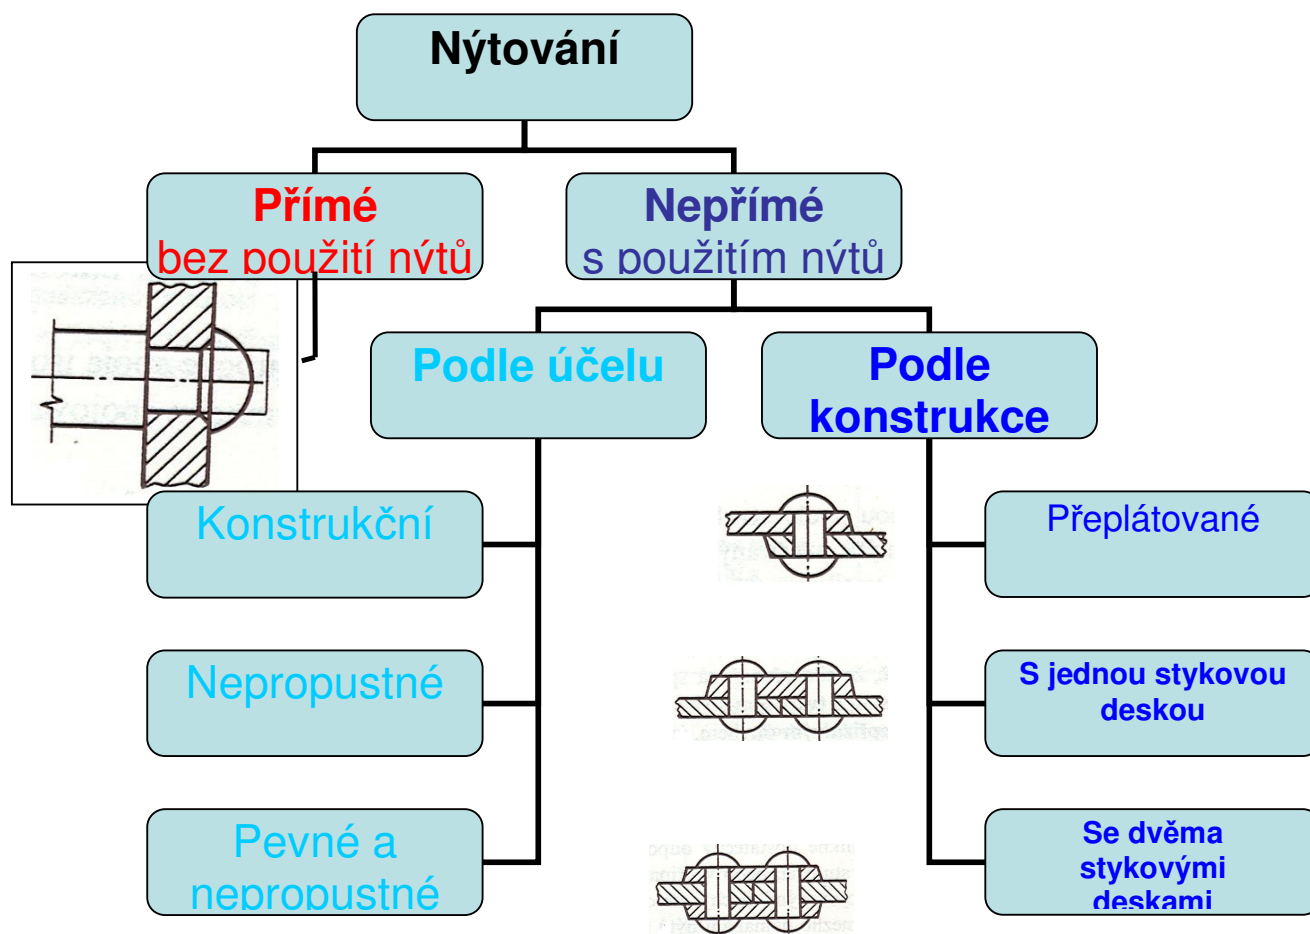 Nýtování
Přímé
bez použití nýtů
Nepřímé
s použitím nýtů
Podle účelu
Podle
konstrukce
Konstrukční
Nepropustné
Pevné a
nepropustné
Přeplátované
S jednou stykovou
deskou
Se dvěma
stykovými
deskami